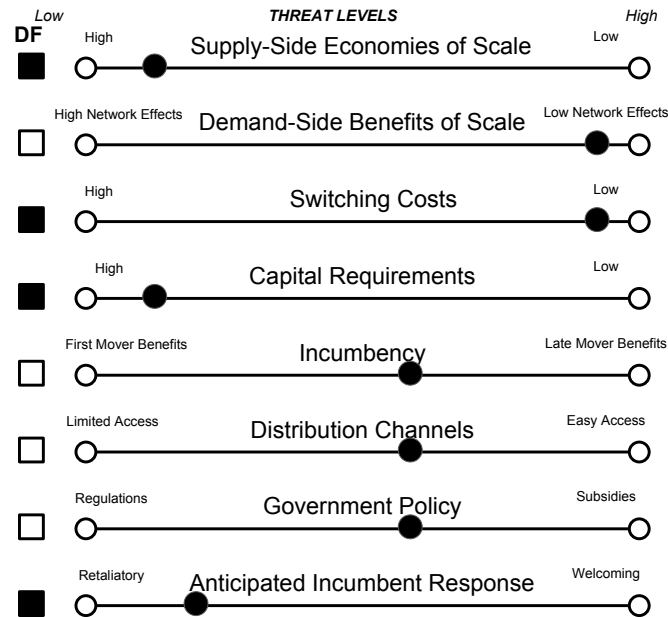 Low THREAT LEVELS High
DF
High Supply-Side Economies of Scale Low
High Network Effects Demand-Side Benefits of Scale Low Network Effects
High Switching Costs Low
High Capital Requirements Low
First Mover Benefits Incumbency Late Mover Benefits
Limited Access Distribution Channels Easy Access
Regulations Government Policy Subsidies
Retaliatory Anticipated Incumbent Response Welcoming